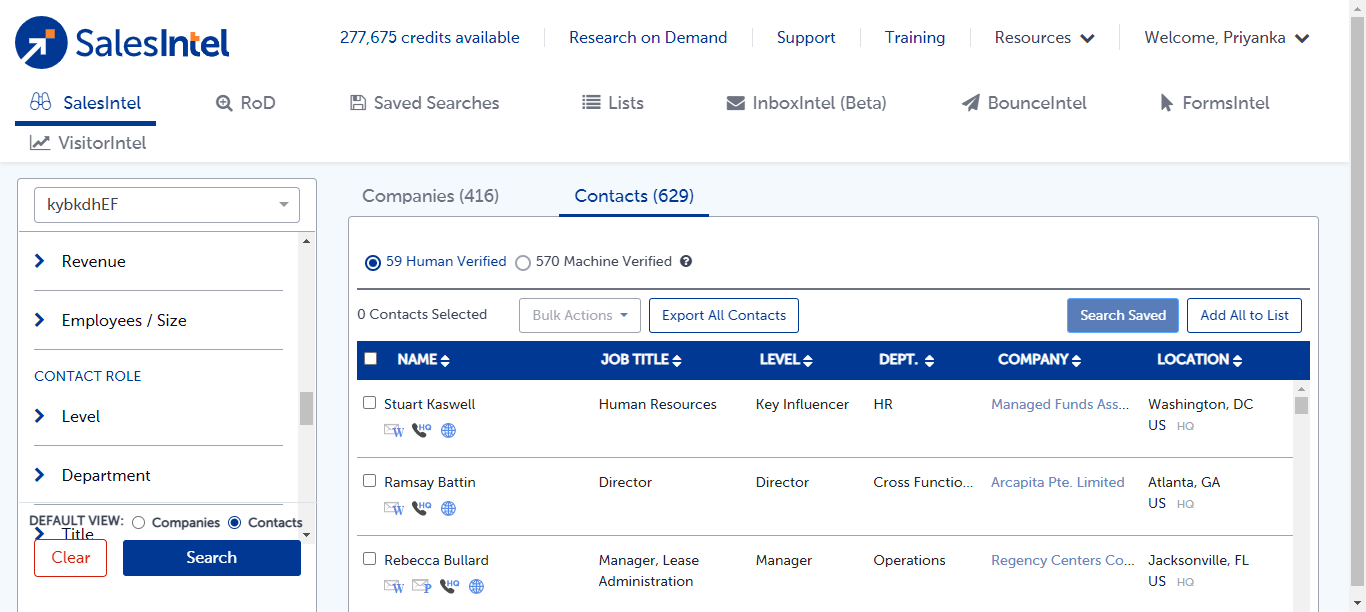 SalesIntel
277,675 credits available
Research on Demand
Support
Training
Resources
Welcome, Priyanka
SalesIntel
RoD
Saved Searches
Lists
InboxIntel (Beta)
BounceIntel
FormsIntel
VisitorIntel
kybkdhEF
Revenue
Employees / Size
CONTACT ROLE
Level
Department
Title
DEFAULT VIEW: Companies Contacts
Clear
Search
Companies (416)
Contacts (629)
59 Human Verified 570 Machine Verified ?
0 Contacts Selected
Bulk Actions
Export All Contacts
Search Saved
Add All to List
NAME JOB TITLE LEVEL DEPT. COMPANY LOCATION
Stuart Kaswell Human Resources Key Influencer HR Managed Funds Ass... Washington, DC
W HQ US HQ
Ramsay Battin Director Director Cross Functio... Arcapita Pte. Limited Atlanta, GA
W HQ US HQ
Rebecca Bullard Manager, Lease Manager Operations Regency Centers Co... Jacksonville, FL
W P HQ Administration US HQ